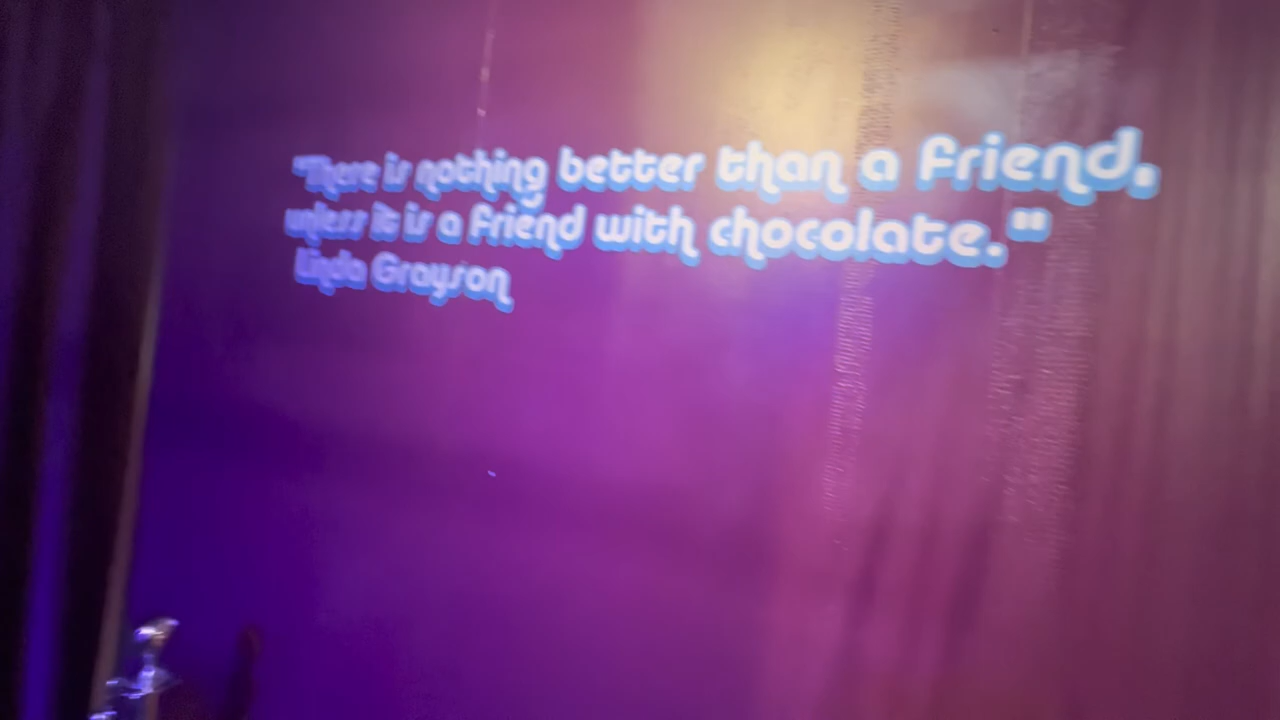 "There is nothing better than a friend,
unless it is a friend with chocolate."
Linda Grayson